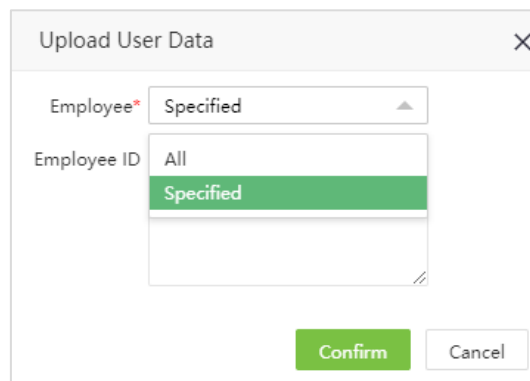 Upload User Data
Employee* Specified
Employee ID All
Specified
Confirm Cancel